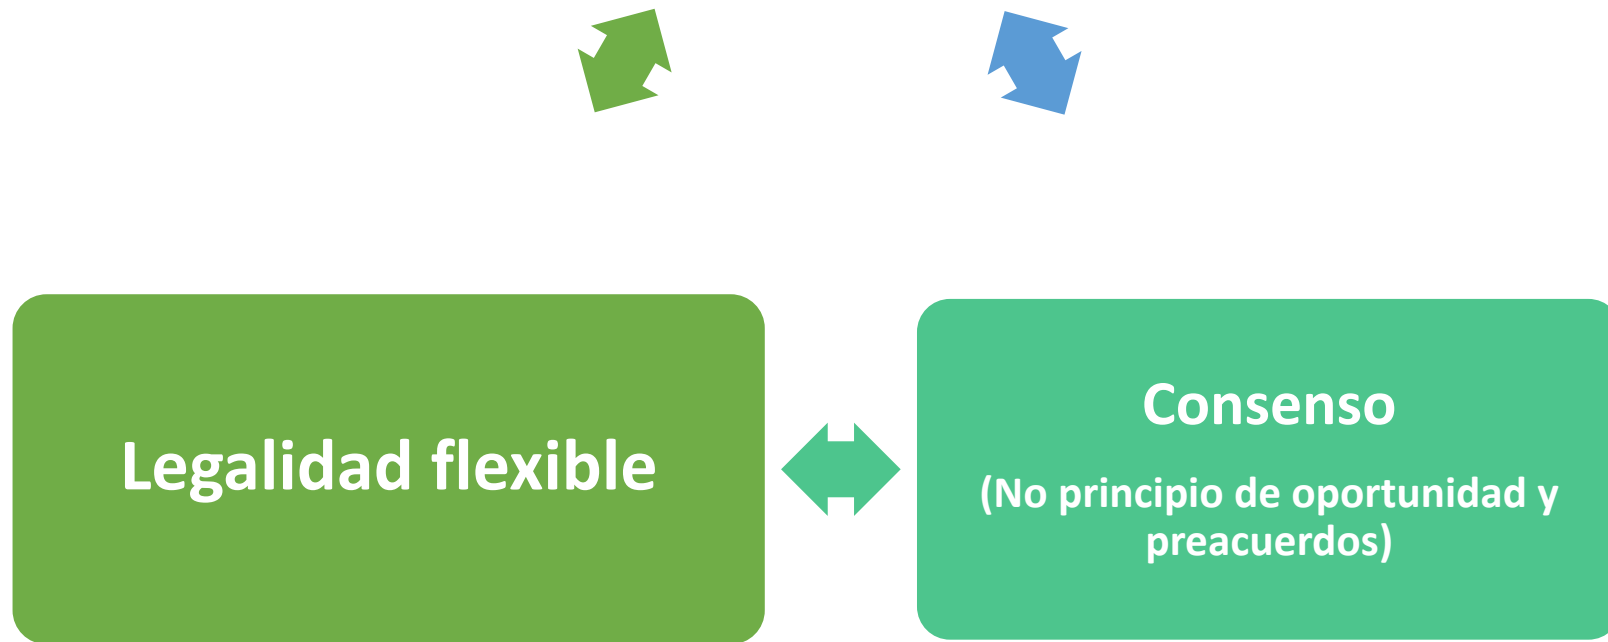 Legalidad flexible
Consenso
(No principio de oportunidad y
preacuerdos)